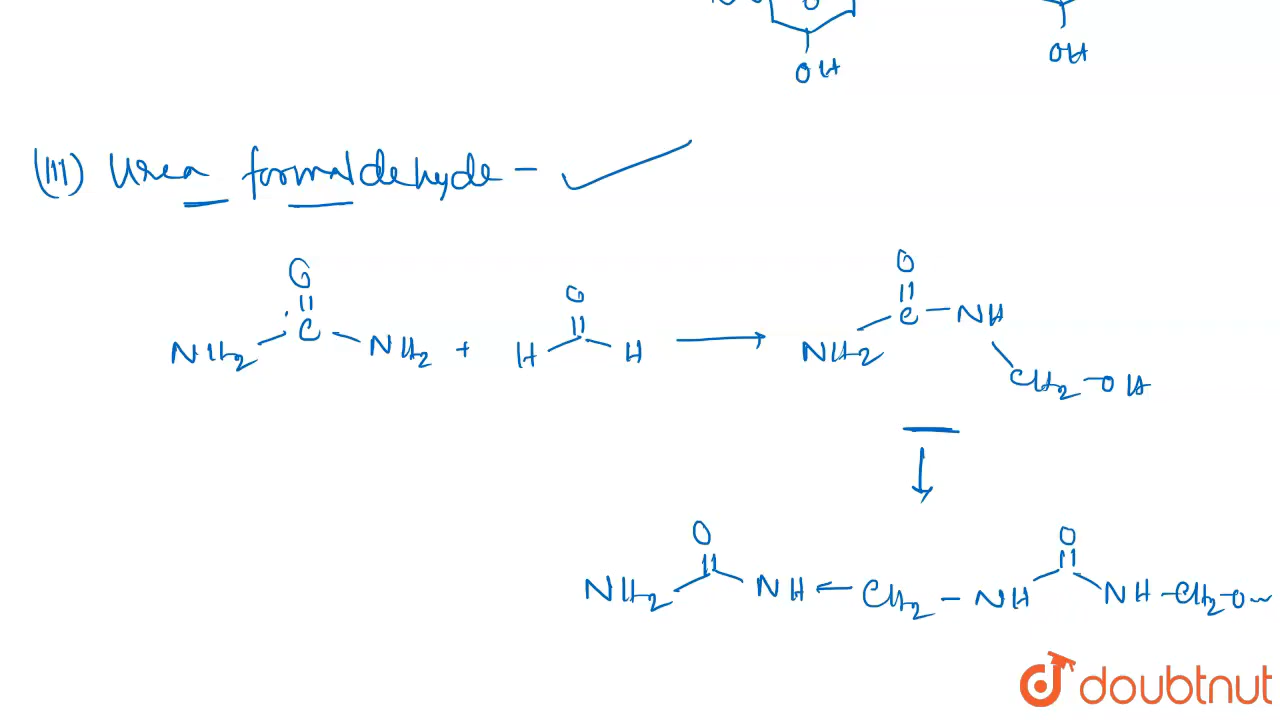 O
OH
OH
(III) Urea formaldehyde -
O
C
NH2
NH2 +
O
H
H
O
C - NH
NH2
CH2 - OH
O
O
NH2
NH - CH2 - NH
NH - CH2 - O
doubtnut